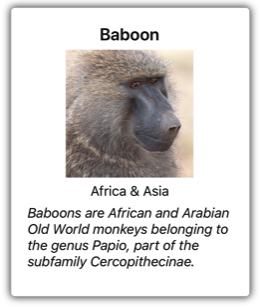 Baboon
Africa & Asia
Baboons are African and Arabian
Old World monkeys belonging to
the genus Papio, part of the
subfamily Cercopithecinae.